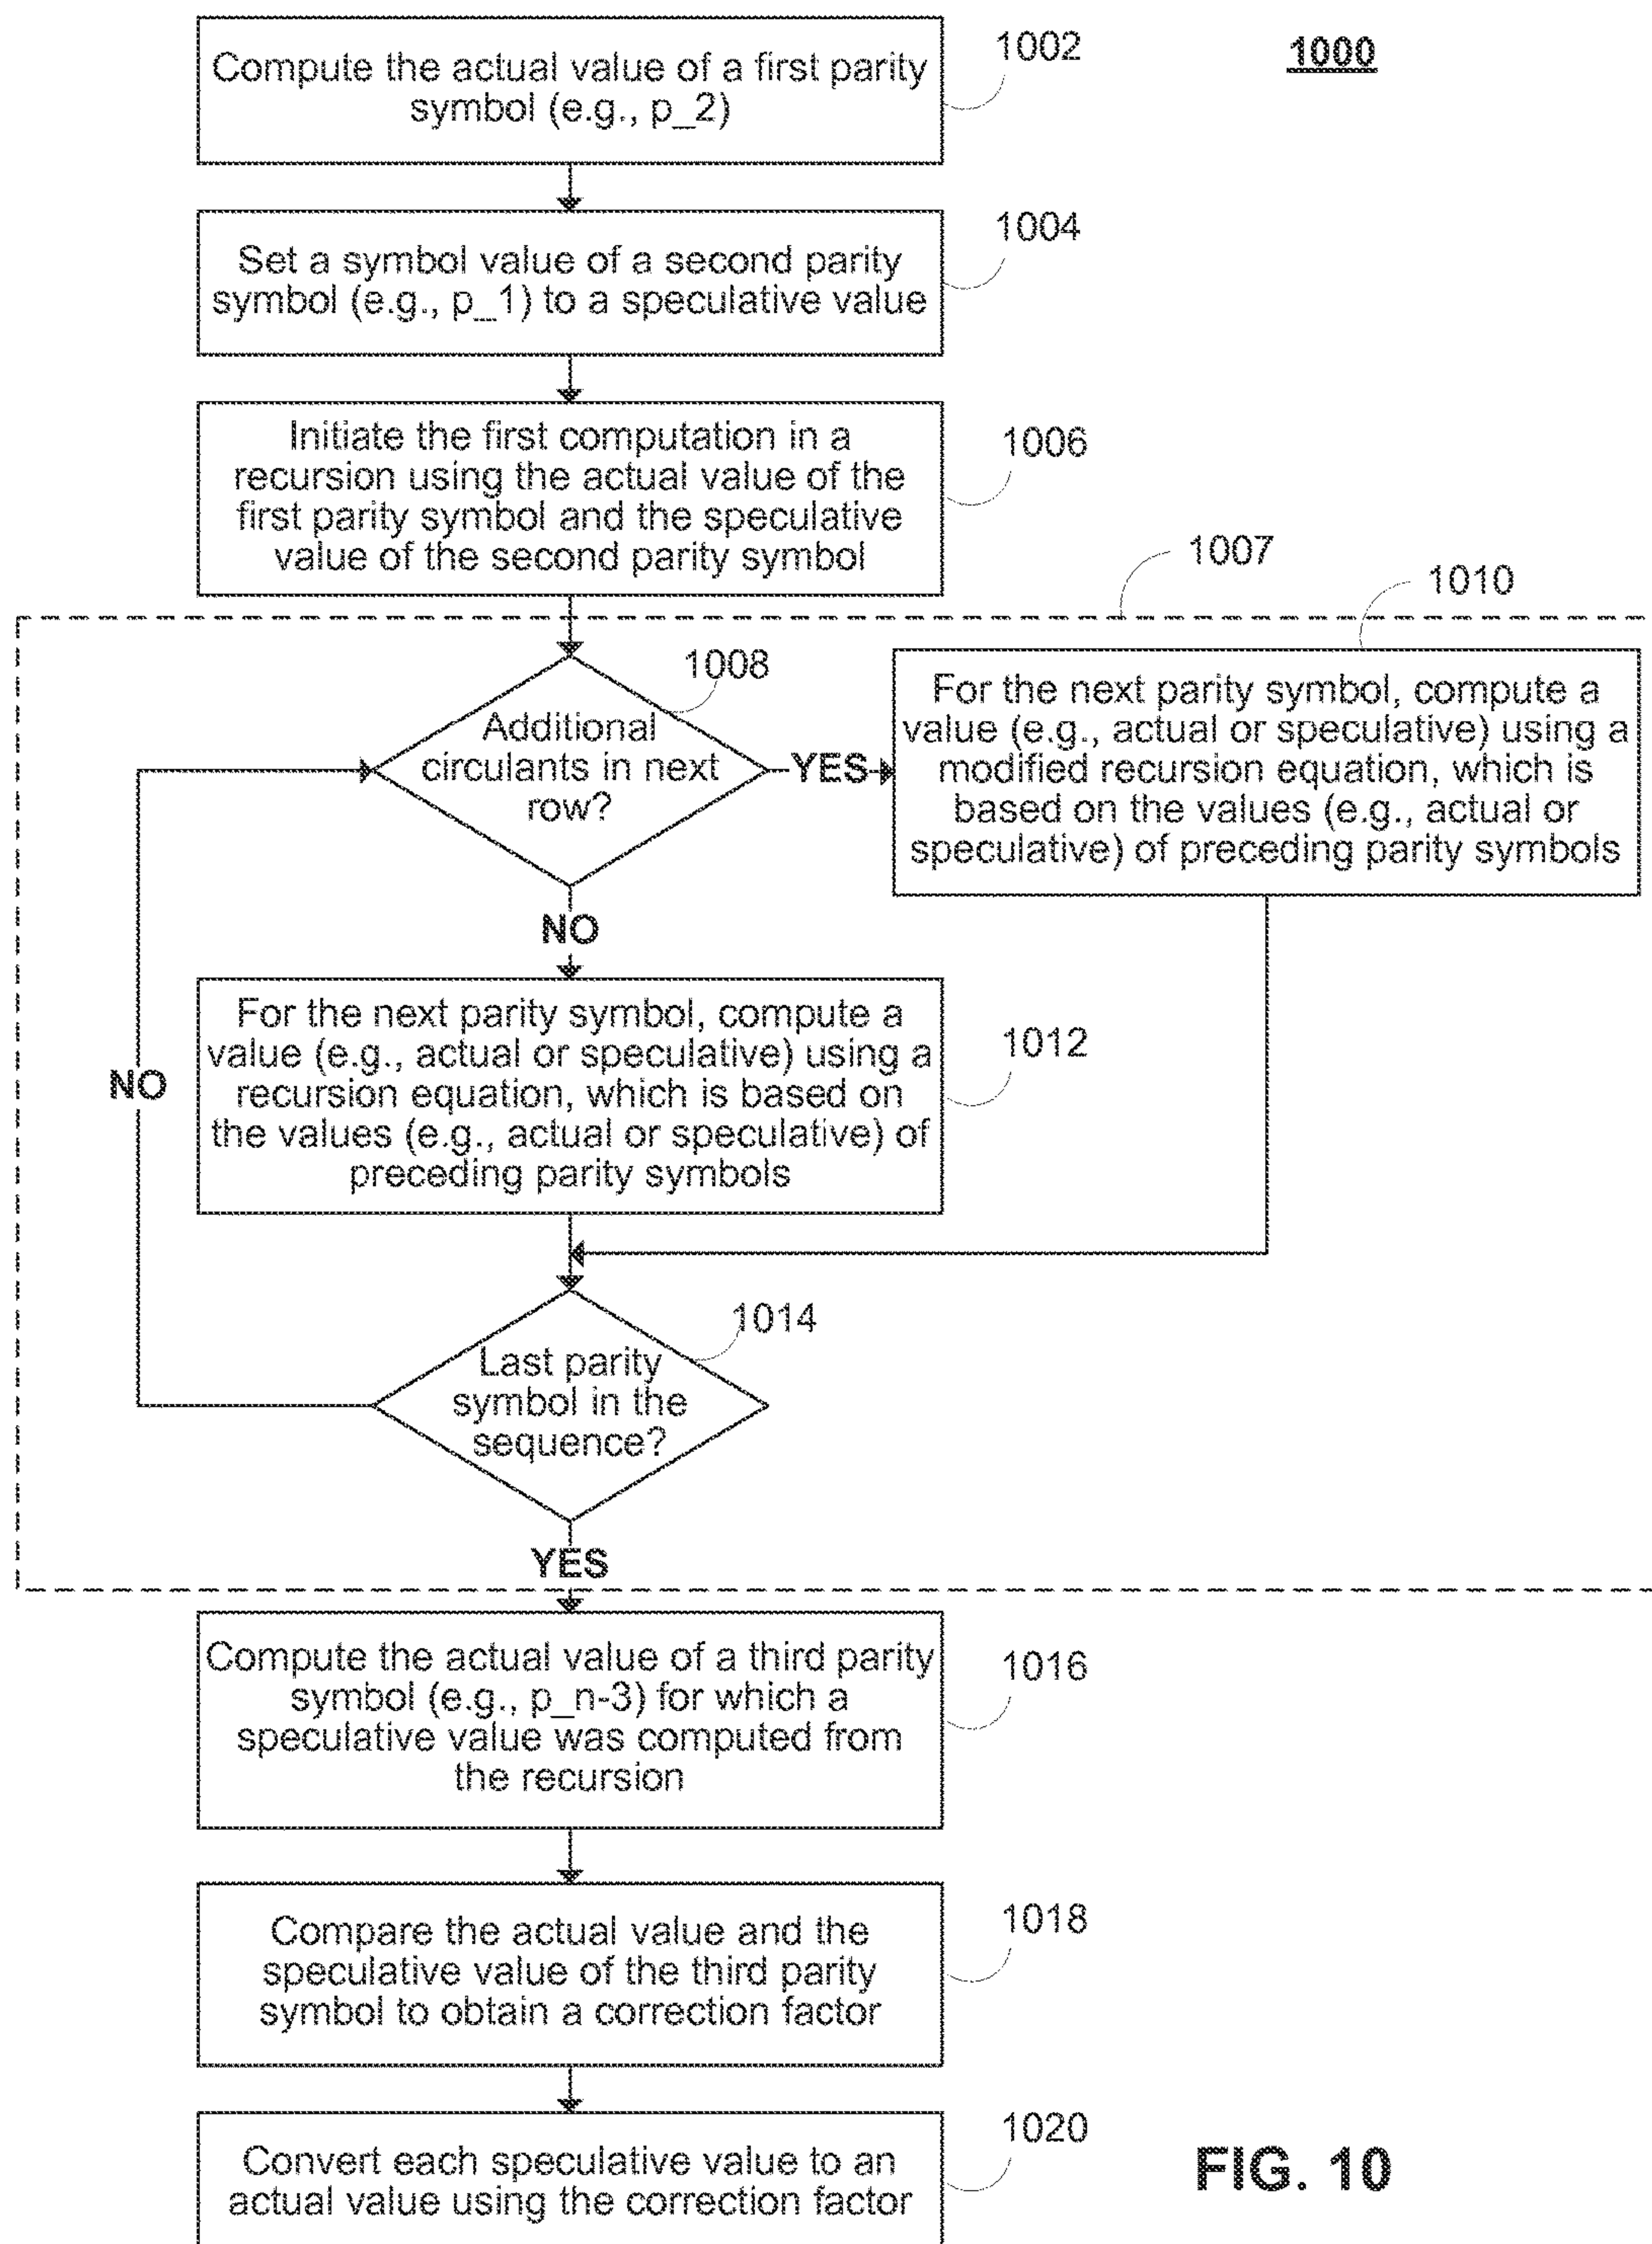 1000
Compute the actual value of a first parity
symbol (e.g., p_2)
1002
Set a symbol value of a second parity
symbol (e.g., p_1) to a speculative value
1004
Initiate the first computation in a
recursion using the actual value of the
first parity symbol and the speculative
value of the second parity symbol
1006
1007
1008
Additional
circulants in next
row?
YES
1010
For the next parity symbol, compute a
value (e.g., actual or speculative) using a
modified recursion equation, which is
based on the values (e.g., actual or
speculative) of preceding parity symbols
NO
For the next parity symbol, compute a
value (e.g., actual or speculative) using a
recursion equation, which is based on
the values (e.g., actual or speculative) of
preceding parity symbols
1012
NO
1014
Last parity
symbol in the
sequence?
YES
Compute the actual value of a third parity
symbol (e.g., p_n-3) for which a
speculative value was computed from
the recursion
1016
Compare the actual value and the
speculative value of the third parity
symbol to obtain a correction factor
1018
Convert each speculative value to an
actual value using the correction factor
1020
FIG. 10